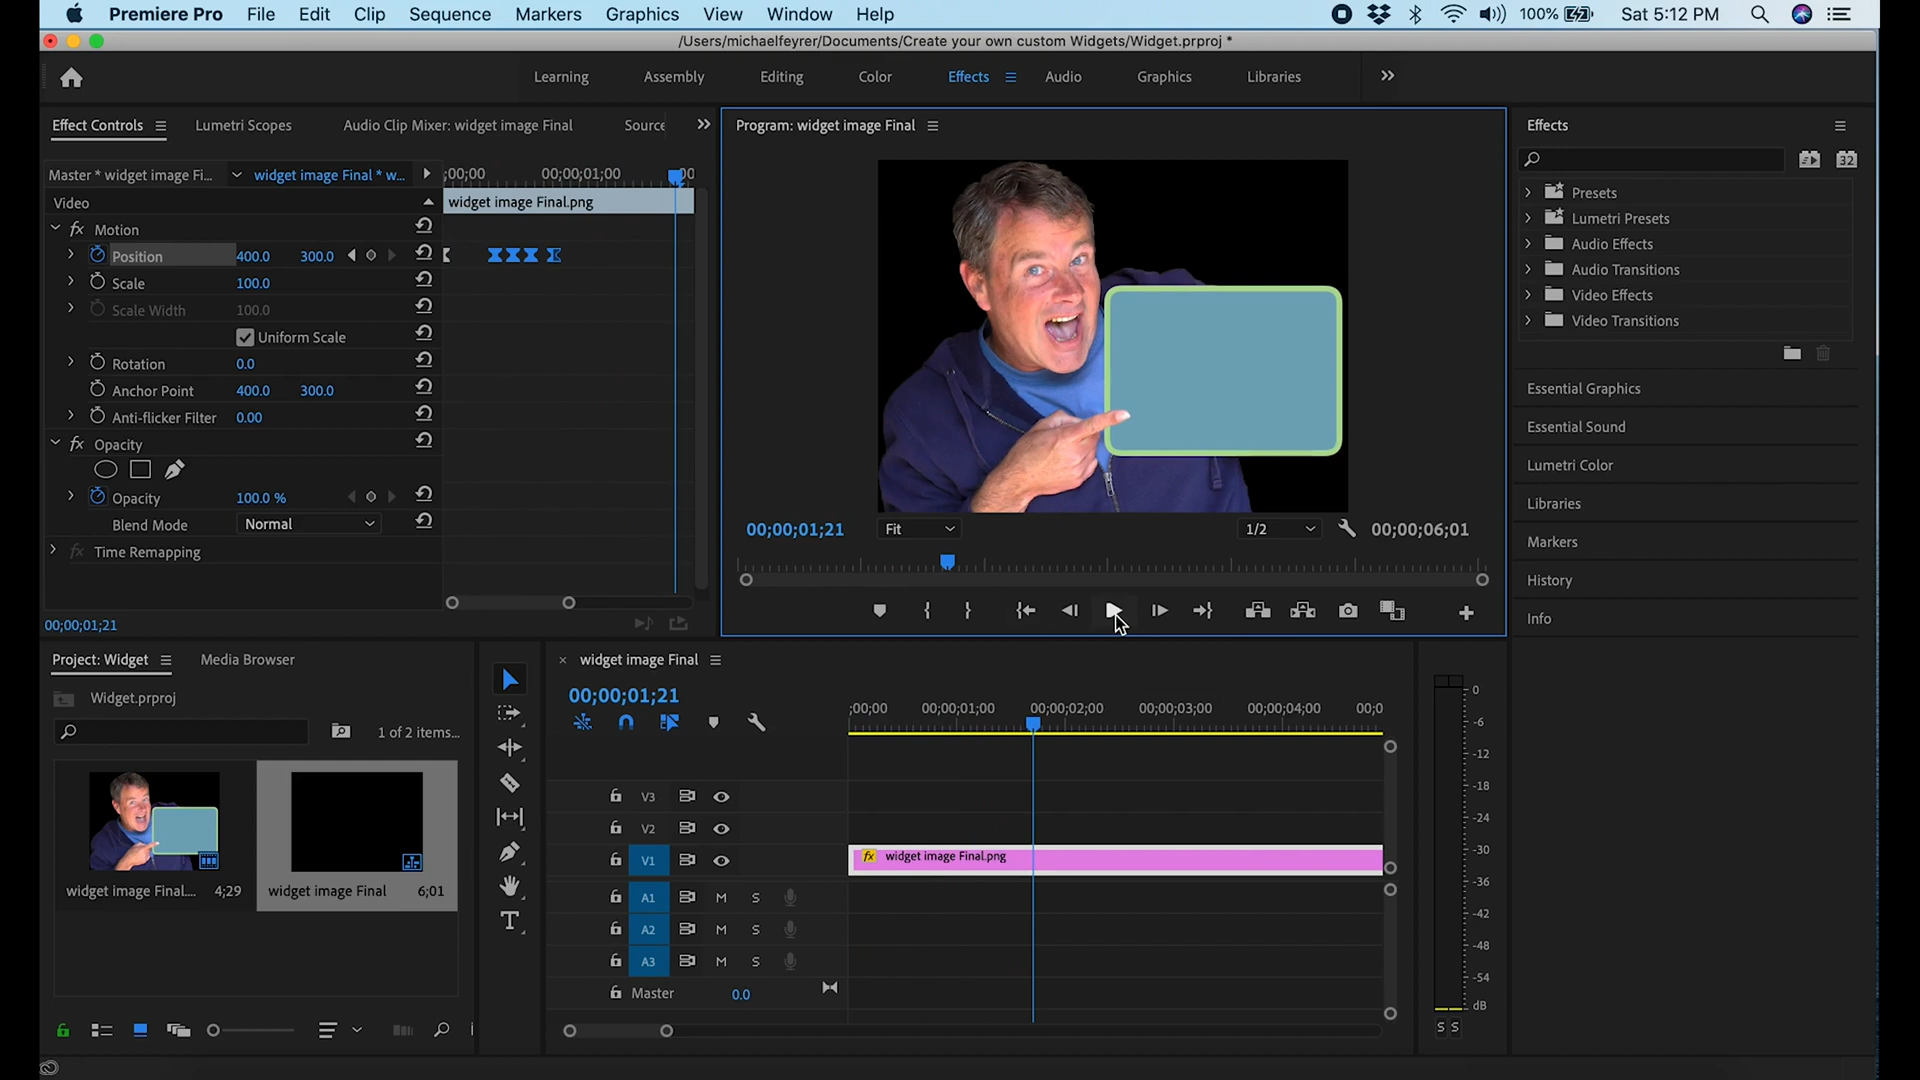 Premiere Pro File Edit Clip Sequence Markers Graphics View Window Help 100% Sat 5:12 PM
/Users/michaelfeyrer/Documents/Create your own custom Widgets/Widget.prproj *
Learning Assembly Editing Color Effects Audio Graphics Libraries
Effect Controls Lumetri Scopes Audio Clip Mixer: widget image Final Source
Master * widget image Fi... widget image Final * w... ;00;00 00;00;01;00 00
Video
widget image Final.png
fx Motion
Position 400.0 300.0
Scale 100.0
Scale Width 100.0
Uniform Scale
Rotation 0.0
Anchor Point 400.0 300.0
Anti-flicker Filter 0.00
fx Opacity
Opacity 100.0 %
Blend Mode Normal
fx Time Remapping
00;00;01;21
Program: widget image Final
00;00;01;21 Fit 1/2 00;00;06;01
Effects
32
Presets
Lumetri Presets
Audio Effects
Audio Transitions
Video Effects
Video Transitions
Essential Graphics
Essential Sound
Lumetri Color
Libraries
Markers
History
Info
Project: Widget Media Browser
Widget.prproj
1 of 2 items...
widget image Final.... 4;29
widget image Final 6;01
T
× widget image Final
00;00;01;21
;00;00 00;00;01;00 00;00;02;00 00;00;03;00 00;00;04;00 00;0
V3
V2
V1 fx widget image Final.png
A1 M S
A2 M S
A3 M S
Master 0.0
0
-6
-12
-18
-24
-30
-36
-42
-48
-54
dB
S S